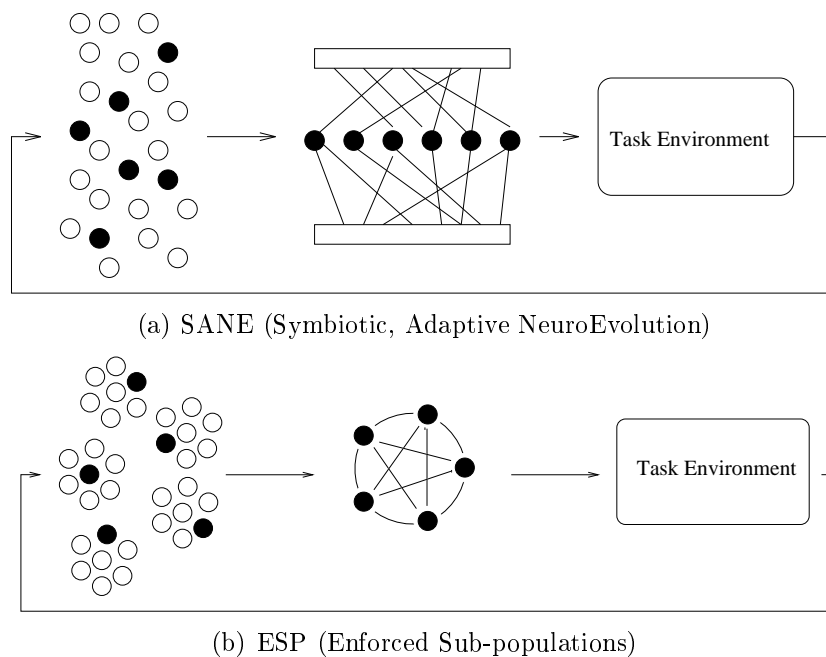 Task Environment
(a) SANE (Symbiotic, Adaptive NeuroEvolution)
Task Environment
(b) ESP (Enforced Sub-populations)